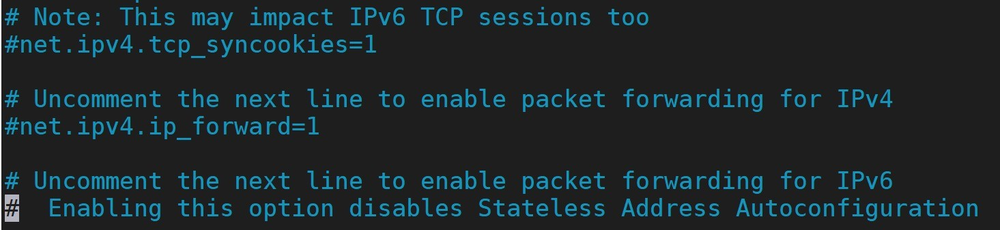 # Note: This may impact IPv6 TCP sessions too
#net.ipv4.tcp_syncookies=1
# Uncomment the next line to enable packet forwarding for IPv4
#net.ipv4.ip_forward=1
# Uncomment the next line to enable packet forwarding for IPv6
#  Enabling this option disables Stateless Address Autoconfiguration